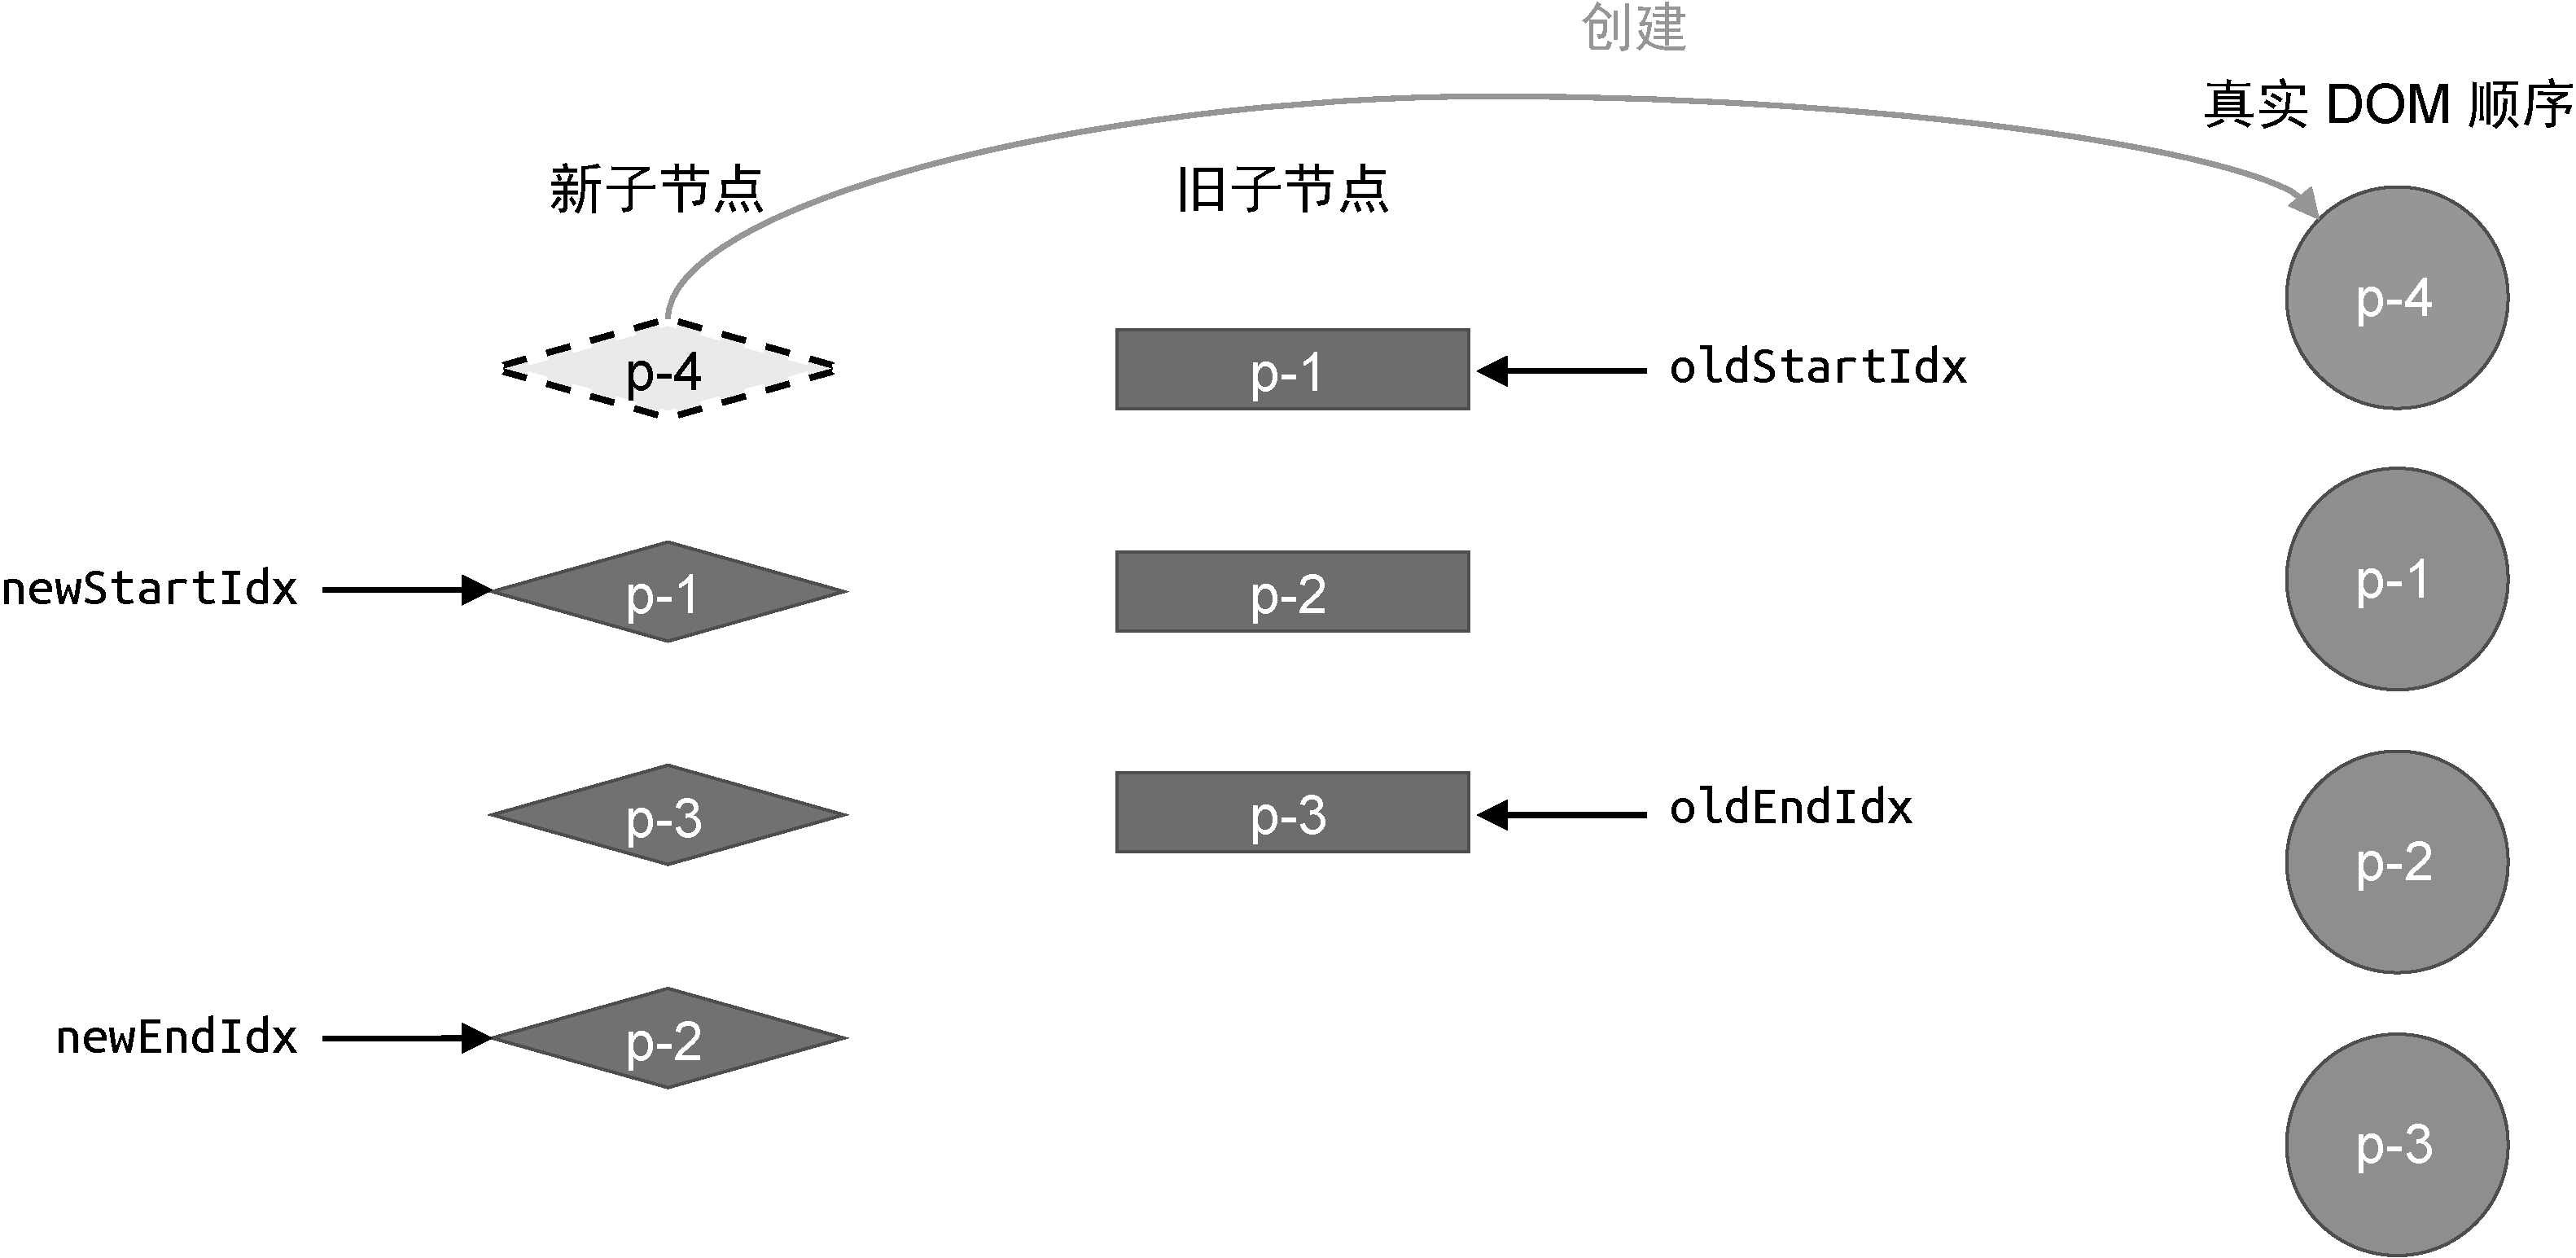 创建
真实 DOM 顺序
新子节点
旧子节点
p-4
p-4
p-1
oldStartIdx
newStartIdx
p-1
p-2
p-1
p-3
p-3
oldEndIdx
p-2
newEndIdx
p-2
p-3